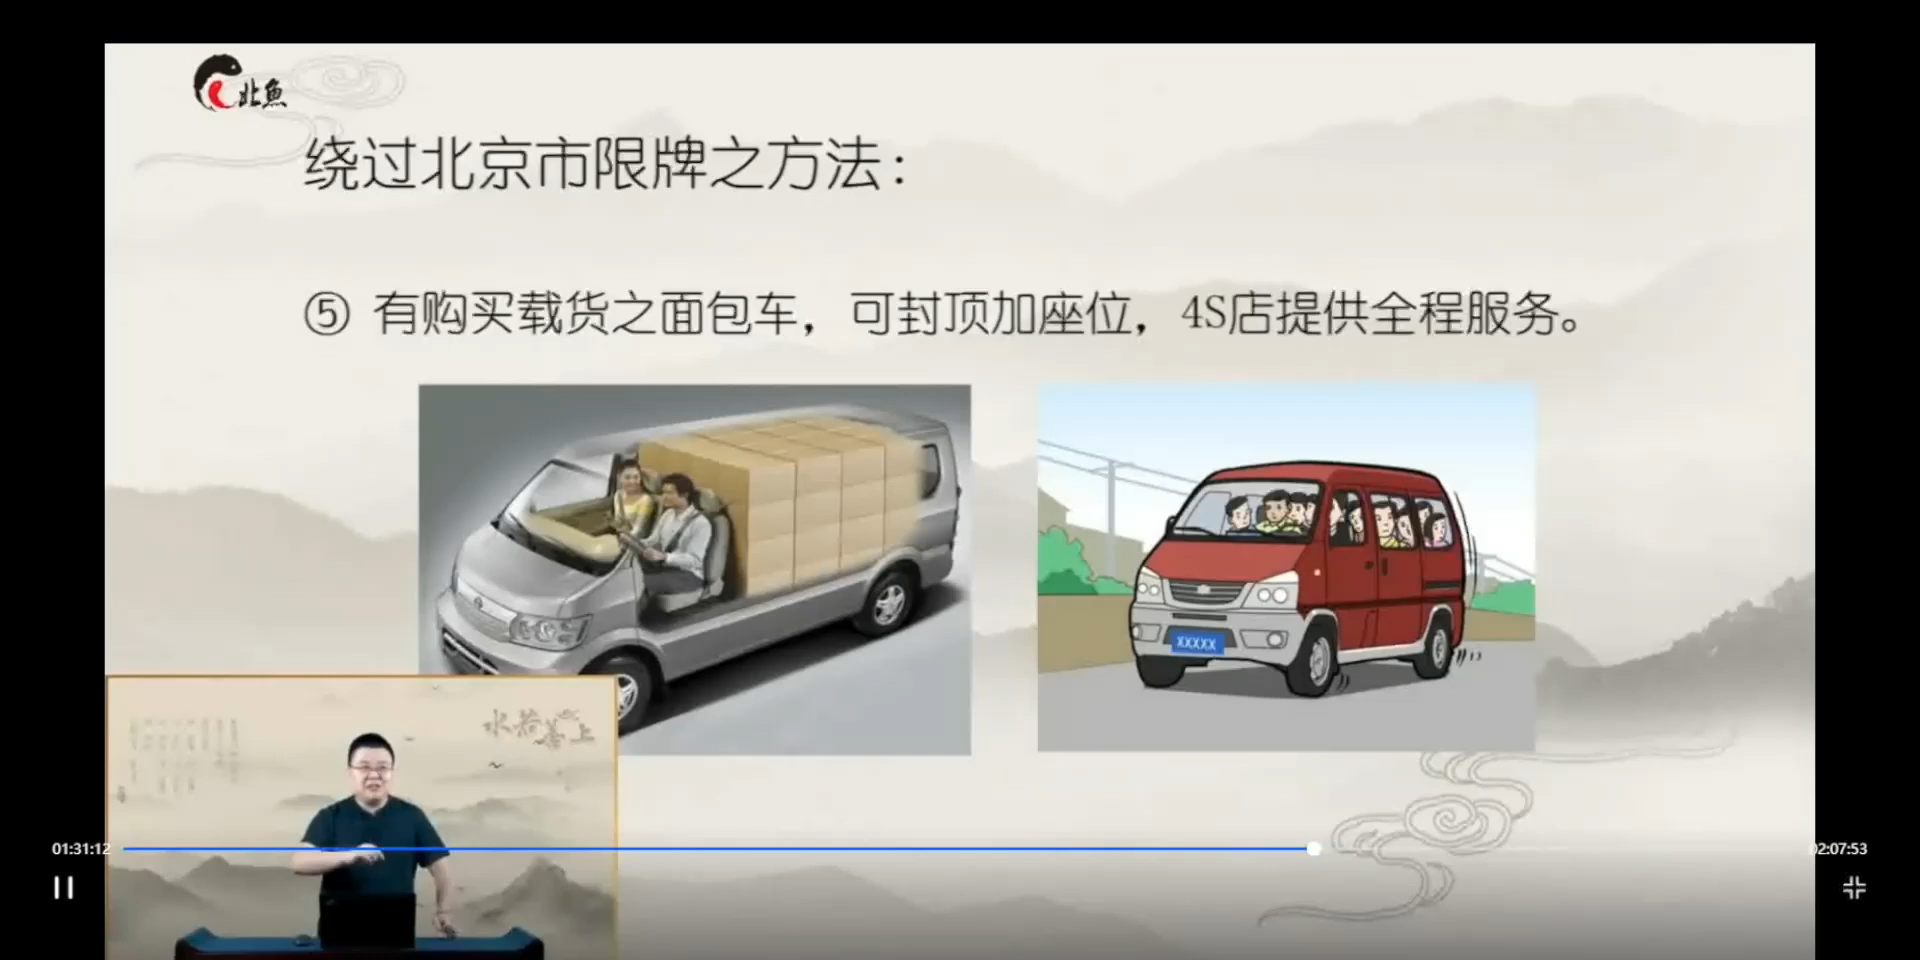 北魚
绕过北京市限牌之方法：
⑤ 有购买载货之面包车，可封顶加座位，4S店提供全程服务。
XXXXX
水若善上
01:31:12
02:07:53